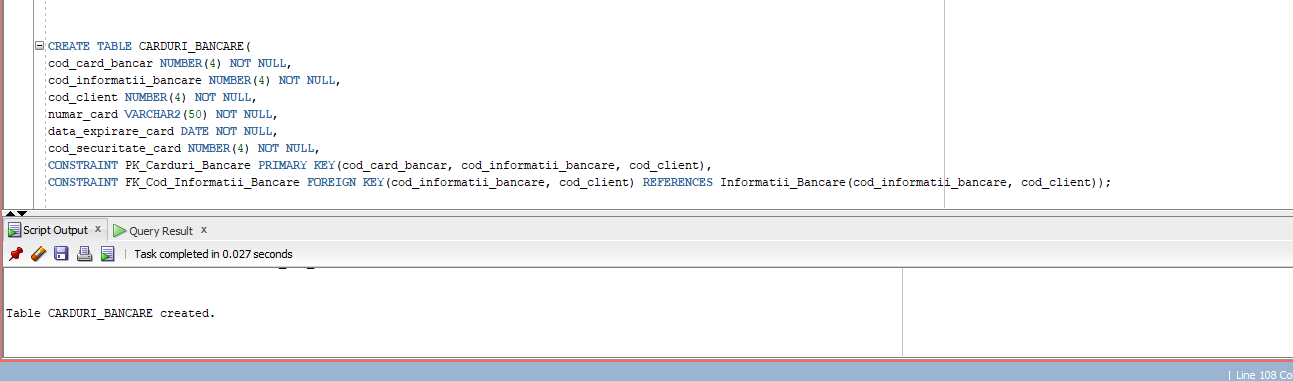 CREATE TABLE CARDURI_BANCARE(
cod_card_bancar NUMBER(4) NOT NULL,
cod_informatii_bancare NUMBER(4) NOT NULL,
cod_client NUMBER(4) NOT NULL,
numar_card VARCHAR2(50) NOT NULL,
data_expirare_card DATE NOT NULL,
cod_securitate_card NUMBER(4) NOT NULL,
CONSTRAINT PK_Carduri_Bancare PRIMARY KEY(cod_card_bancar, cod_informatii_bancare, cod_client),
CONSTRAINT FK_Cod_Informatii_Bancare FOREIGN KEY(cod_informatii_bancare, cod_client) REFERENCES Informatii_Bancare(cod_informatii_bancare, cod_client));
Script Output x Query Result x
Task completed in 0.027 seconds
Table CARDURI_BANCARE created.
| Line 108 Co